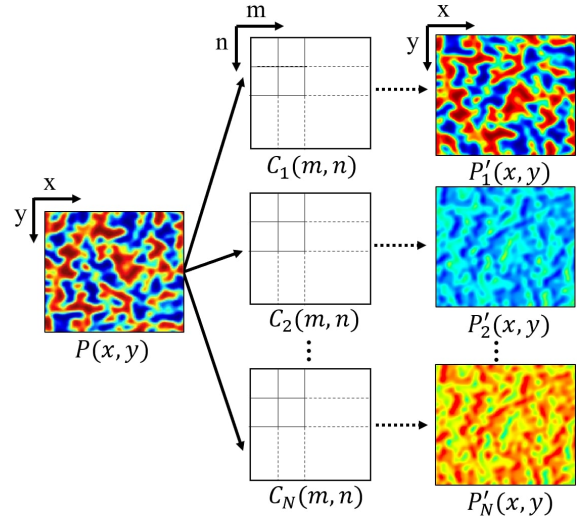 m
n
C₁(m, n)
x
y
P′₁(x, y)
x
y
P(x, y)
C₂(m, n)
⋮
P′₂(x, y)
⋮
C_N(m, n)
P′_N(x, y)